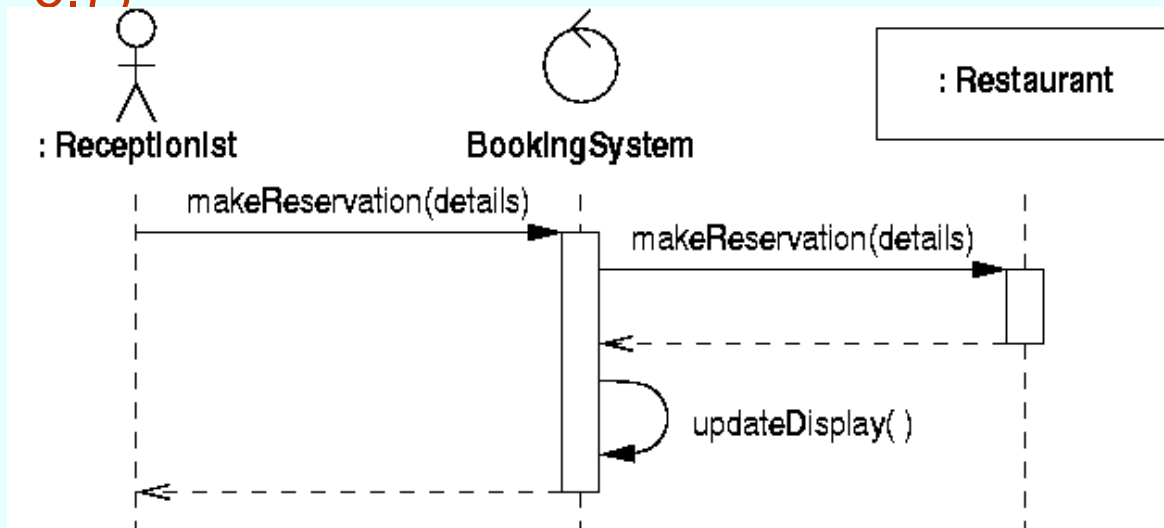 : Receptionist
BookingSystem
: Restaurant
makeReservation(details)
makeReservation(details)
updateDisplay( )